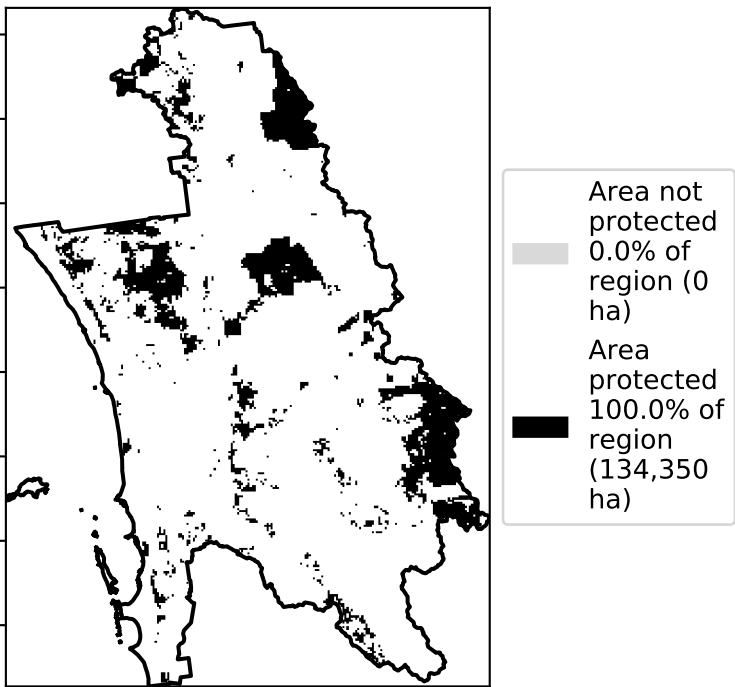 Area not
protected
0.0% of
region (0
ha)
Area
protected
100.0% of
region
(134,350
ha)